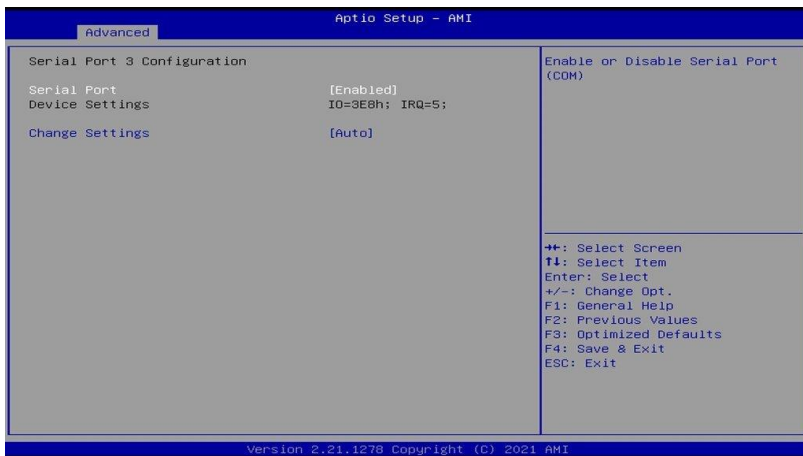 Aptio Setup – AMI
Advanced
Serial Port 3 Configuration
Serial Port [Enabled]
Device Settings IO=3E8h; IRQ=5;
Change Settings [Auto]
Enable or Disable Serial Port
(COM)
→←: Select Screen
↑↓: Select Item
Enter: Select
+/-: Change Opt.
F1: General Help
F2: Previous Values
F3: Optimized Defaults
F4: Save & Exit
ESC: Exit
Version 2.21.1278 Copyright (C) 2021 AMI